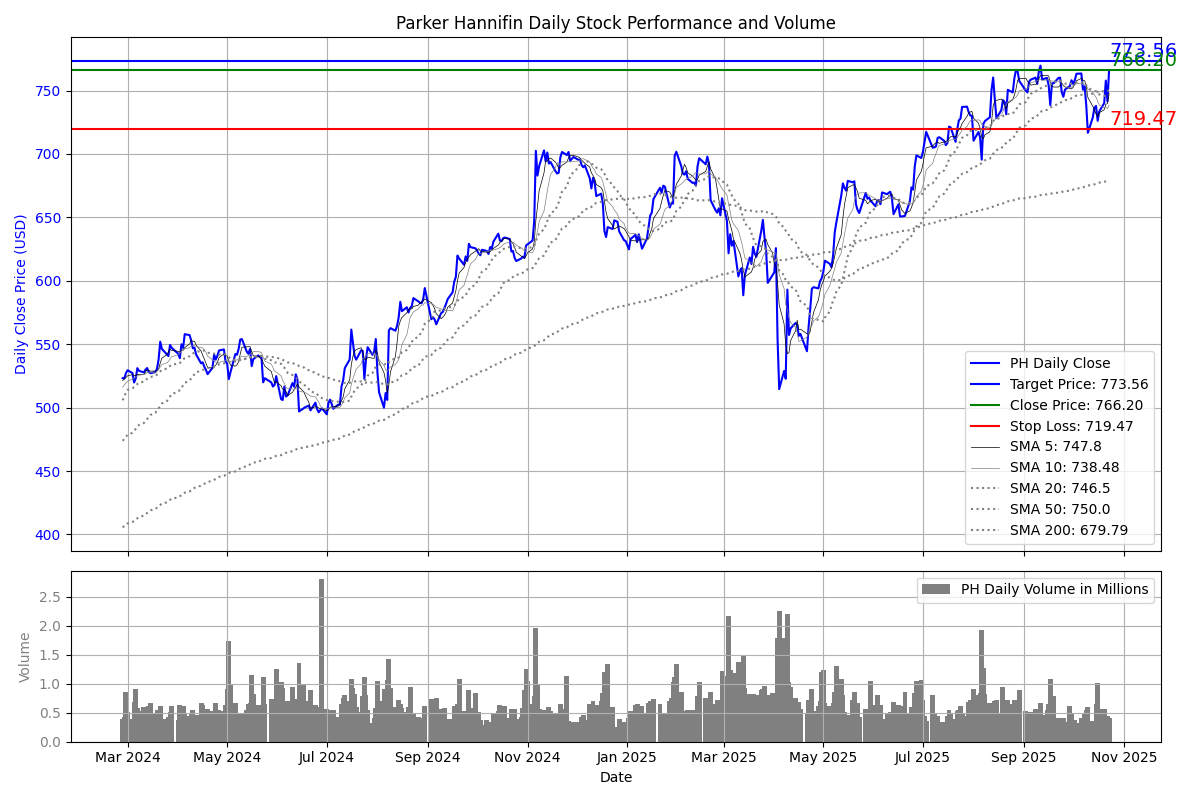 Parker Hannifin Daily Stock Performance and Volume
773.56
766.20
719.47
750
700
650
600
550
500
450
400
Daily Close Price (USD)
PH Daily Close
Target Price: 773.56
Close Price: 766.20
Stop Loss: 719.47
SMA 5: 747.8
SMA 10: 738.48
SMA 20: 746.5
SMA 50: 750.0
SMA 200: 679.79
2.5
2.0
1.5
1.0
0.5
0.0
Volume
PH Daily Volume in Millions
Mar 2024 May 2024 Jul 2024 Sep 2024 Nov 2024 Jan 2025 Mar 2025 May 2025 Jul 2025 Sep 2025 Nov 2025
Date